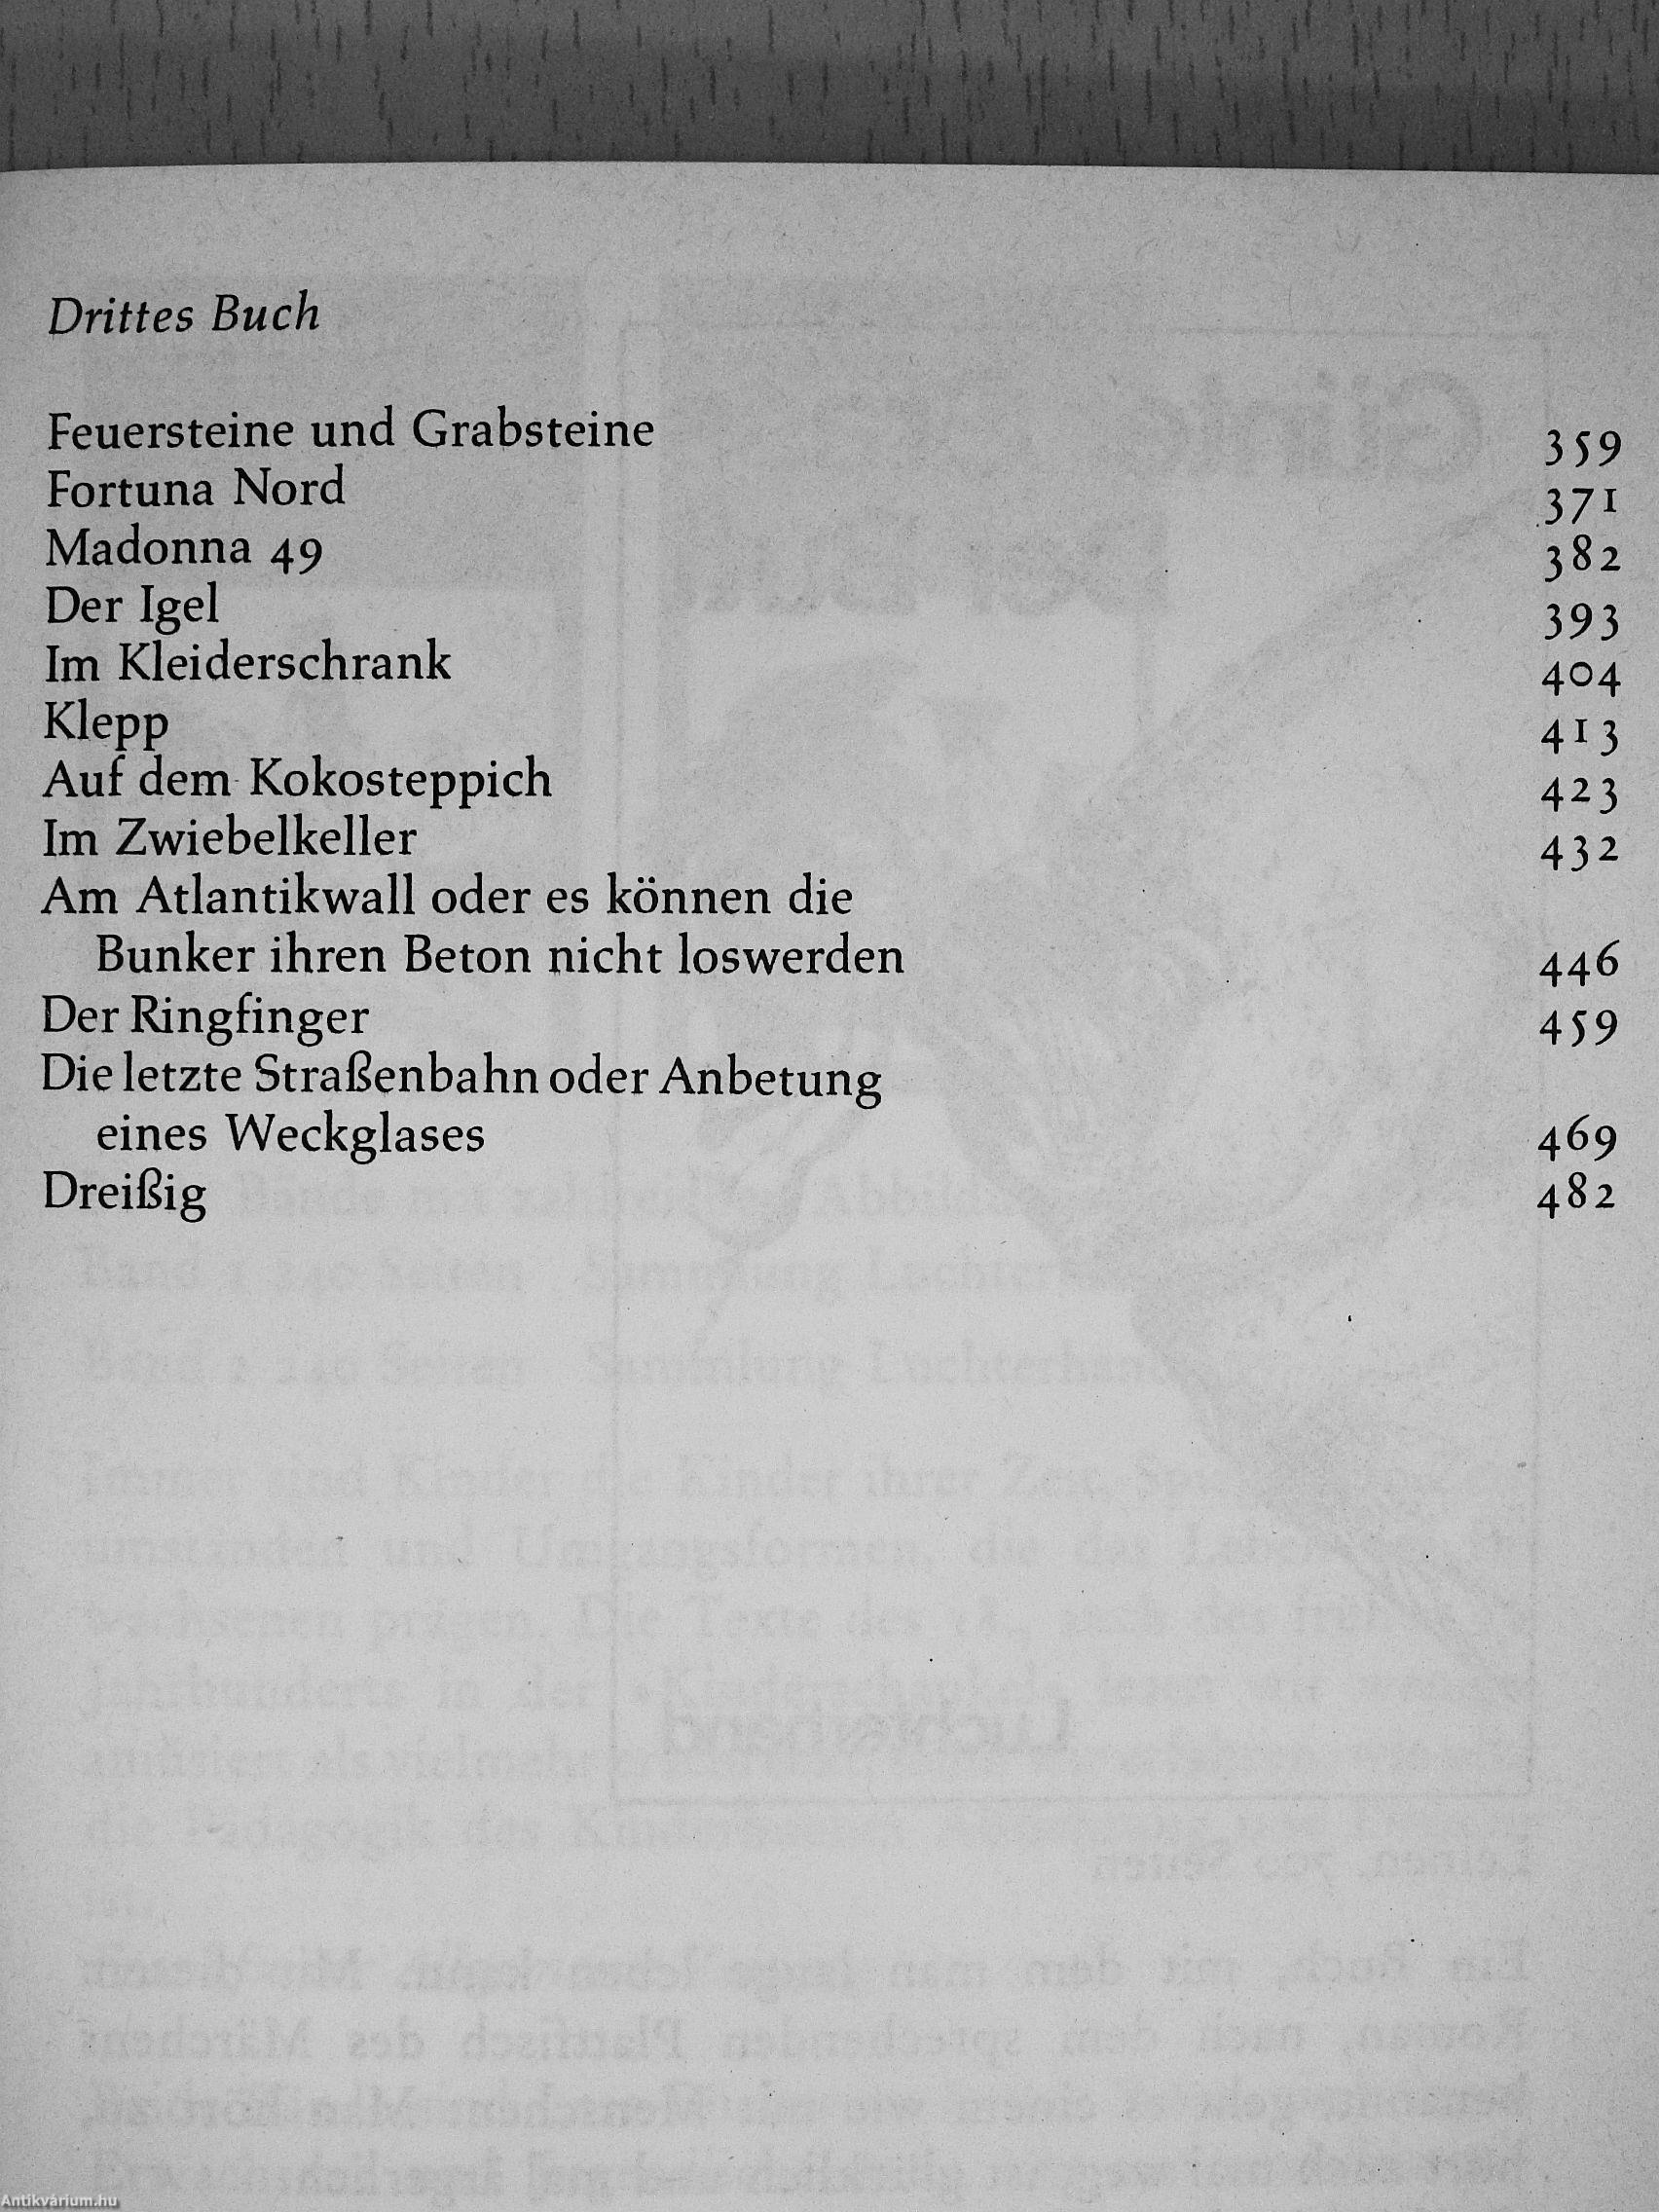 Drittes Buch
Feuersteine und Grabsteine 359
Fortuna Nord 371
Madonna 49 382
Der Igel 393
Im Kleiderschrank 404
Klepp 413
Auf dem Kokosteppich 423
Im Zwiebelkeller 432
Am Atlantikwall oder es können die
Bunker ihren Beton nicht loswerden 446
Der Ringfinger 459
Die letzte Straßenbahn oder Anbetung
eines Weckglases 469
Dreißig 482
Antikvárium.hu